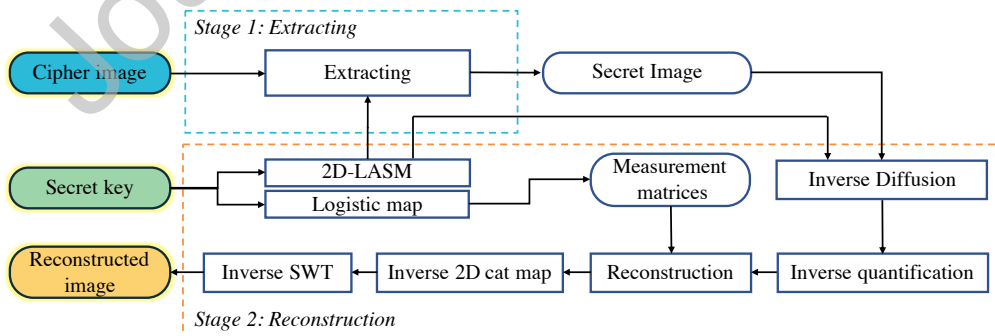 Stage 1: Extracting
Cipher image
Extracting
Secret Image
Secret key
2D-LASM
Logistic map
Measurement
matrices
Inverse Diffusion
Reconstructed
image
Inverse SWT
Inverse 2D cat map
Reconstruction
Inverse quantification
Stage 2: Reconstruction